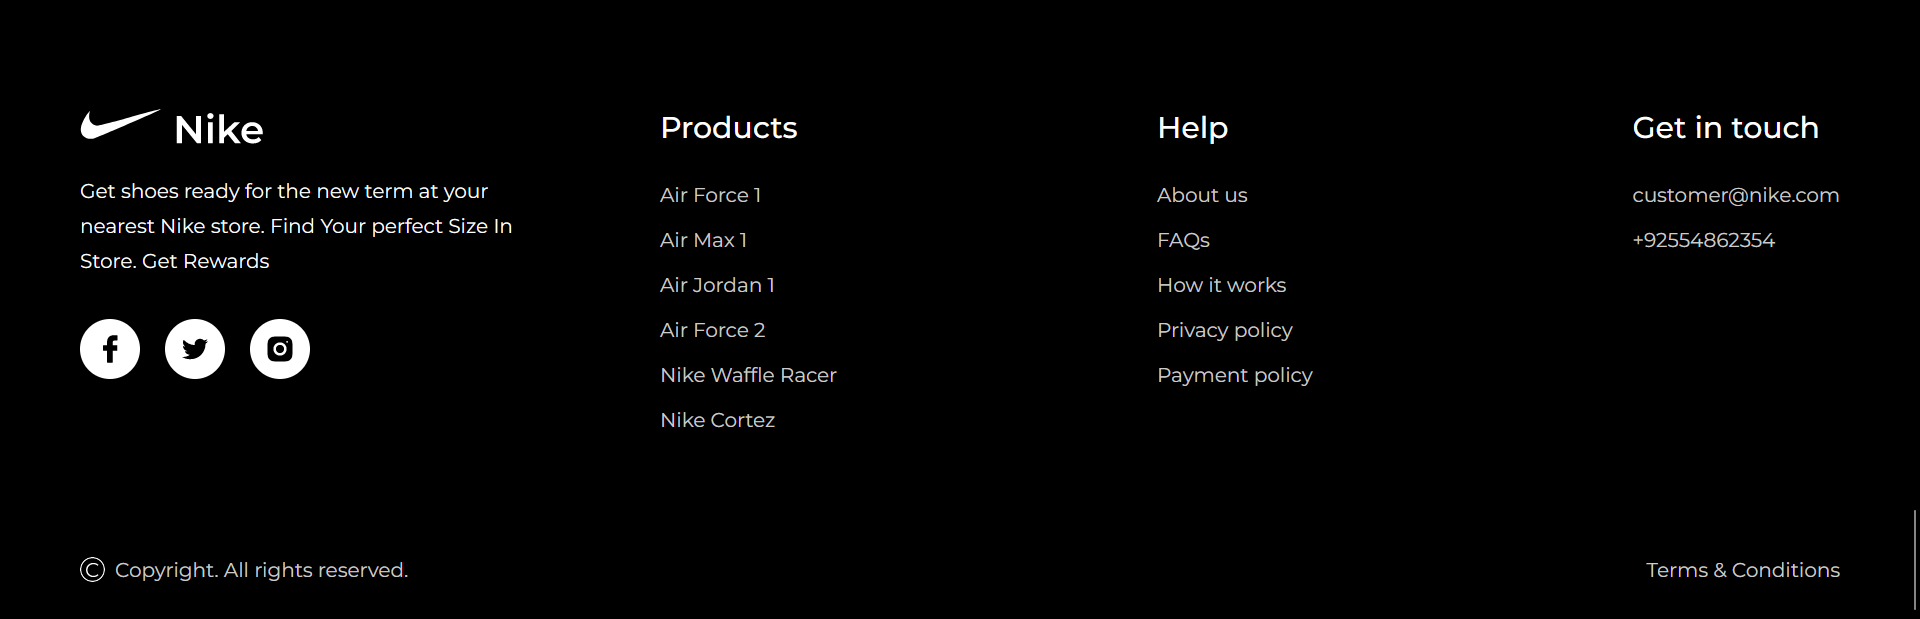 Nike
Get shoes ready for the new term at your
nearest Nike store. Find Your perfect Size In
Store. Get Rewards
Products
Air Force 1
Air Max 1
Air Jordan 1
Air Force 2
Nike Waffle Racer
Nike Cortez
Help
About us
FAQs
How it works
Privacy policy
Payment policy
Get in touch
customer@nike.com
+92554862354
© Copyright. All rights reserved.
Terms & Conditions